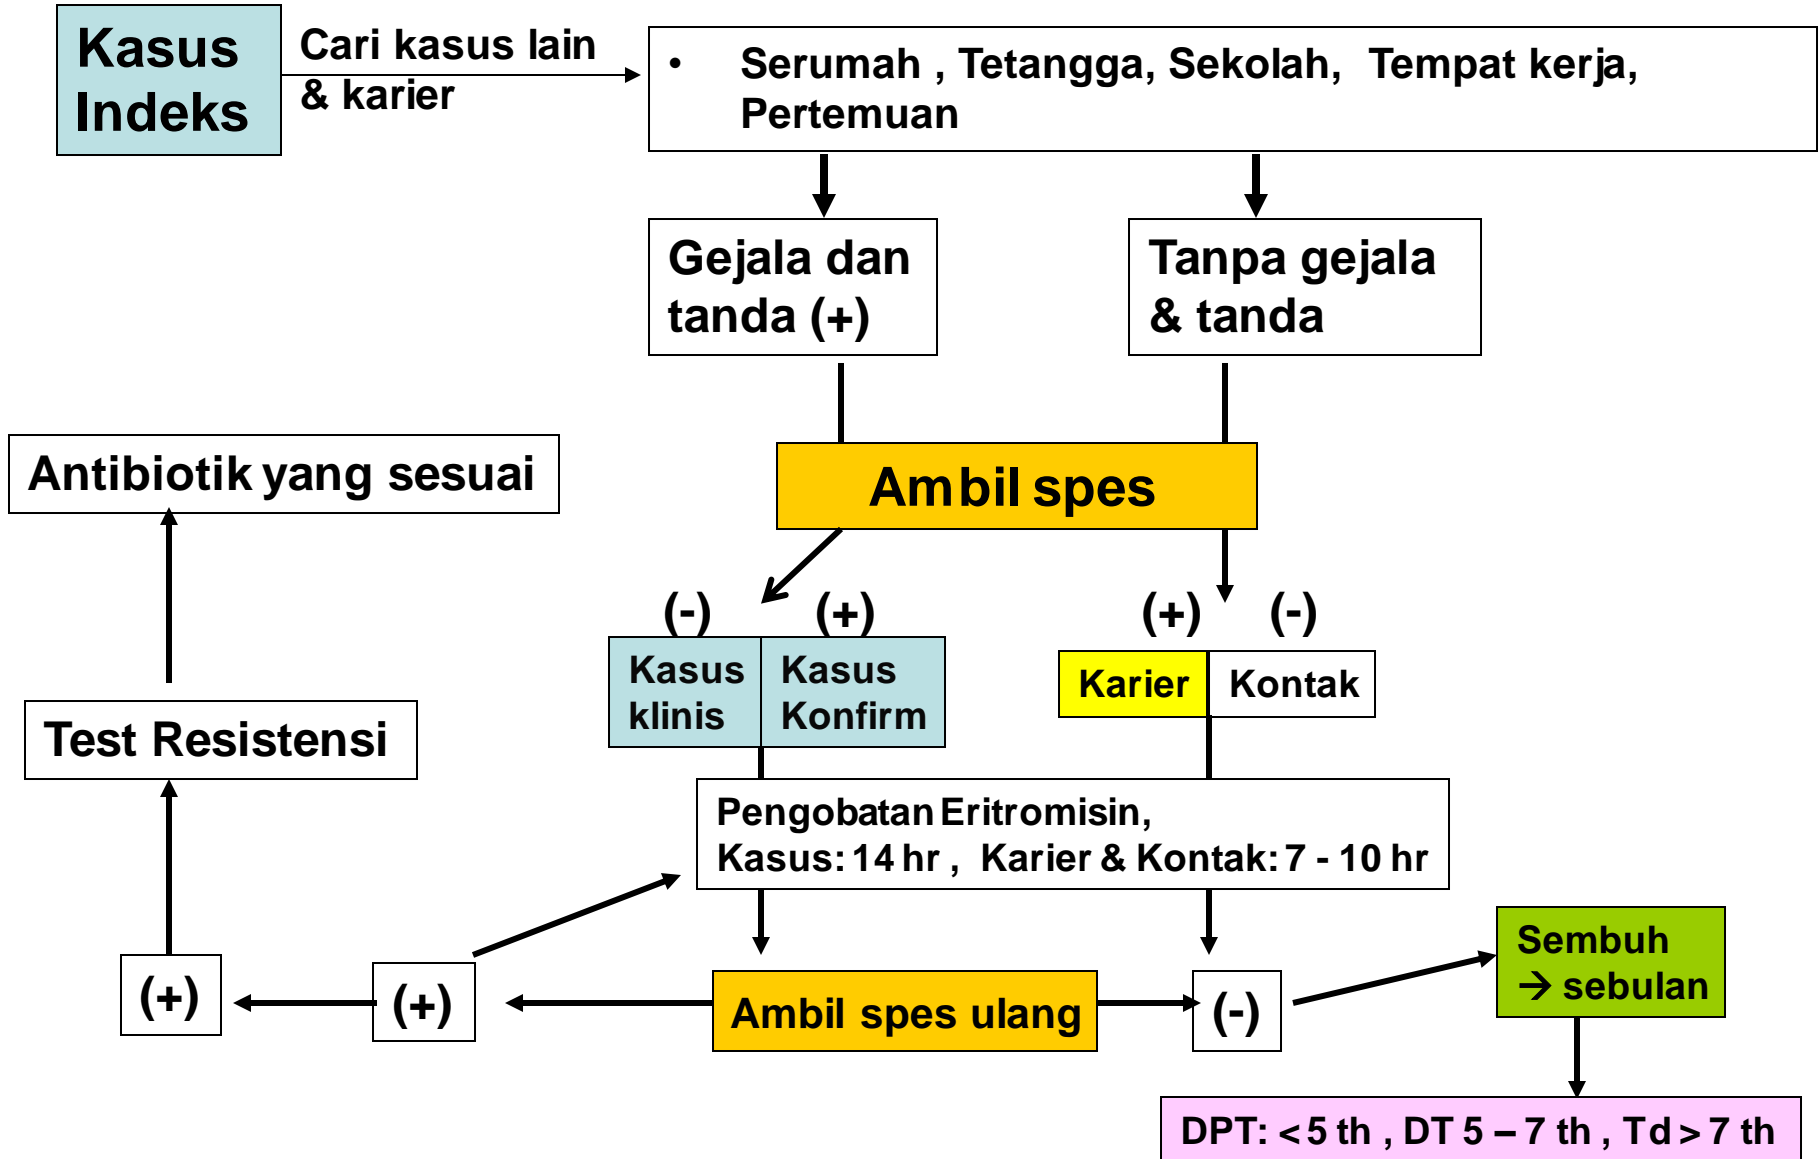 Kasus
Indeks
Cari kasus lain
& karier
• Serumah , Tetangga, Sekolah, Tempat kerja,
Pertemuan
Gejala dan
tanda (+)
Tanpa gejala
& tanda
Antibiotik yang sesuai
Ambil spes
(-) (+)
(+) (-)
Kasus
klinis
Kasus
Konfirm
Karier
Kontak
Test Resistensi
Pengobatan Eritromisin,
Kasus: 14 hr , Karier & Kontak: 7 - 10 hr
(+)
(+)
Ambil spes ulang
(-)
Sembuh
→ sebulan
DPT: < 5 th , DT 5 – 7 th , Td > 7 th